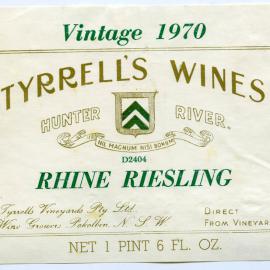 Vintage 1970
TYRRELL'S WINES
HUNTER RIVER.
NIL MAGNUM NISI BONUM
D2404
RHINE RIESLING
Tyrrells Vineyards Pty Ltd.
Wine Growers Pokolbin, N. S. W.
DIRECT
FROM VINEYARD
NET 1 PINT 6 FL. OZ.